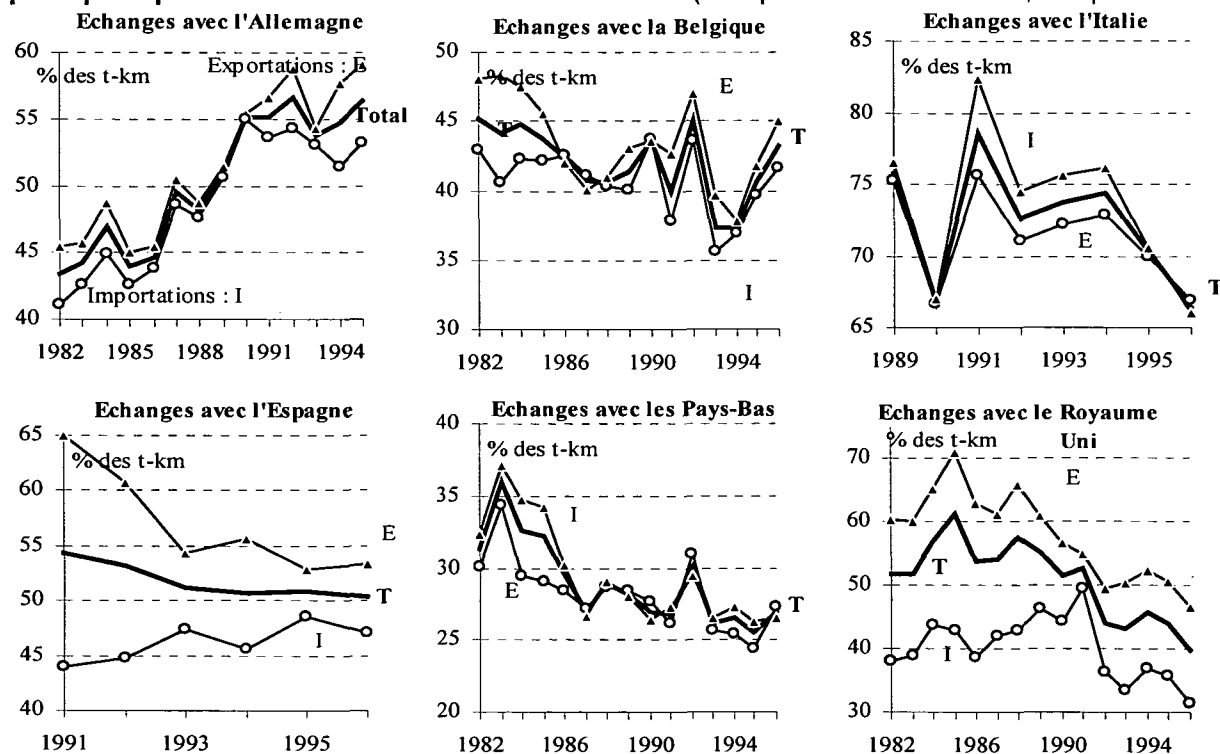 Echanges avec l'Allemagne
60
% des t-km
Exportations : E
55
Total
50
45
Importations : I
40
1982 1985 1988 1991 1994
Echanges avec la Belgique
50
% des t-km
E
45
T
T
40
35
I
30
1982 1986 1990 1994
Echanges avec l'Italie
85
% des t-km
80
I
75
E
70
T
65
1989 1991 1993 1995
Echanges avec l'Espagne
65
% des t-km
60
55
E
50
T
I
45
40
1991 1993 1995
Echanges avec les Pays-Bas
40
% des t-km
35
I
30
E
T
25
20
1982 1986 1990 1994
Echanges avec le Royaume
Uni
% des t-km
70
E
60
T
50
40
I
30
1982 1986 1990 1994